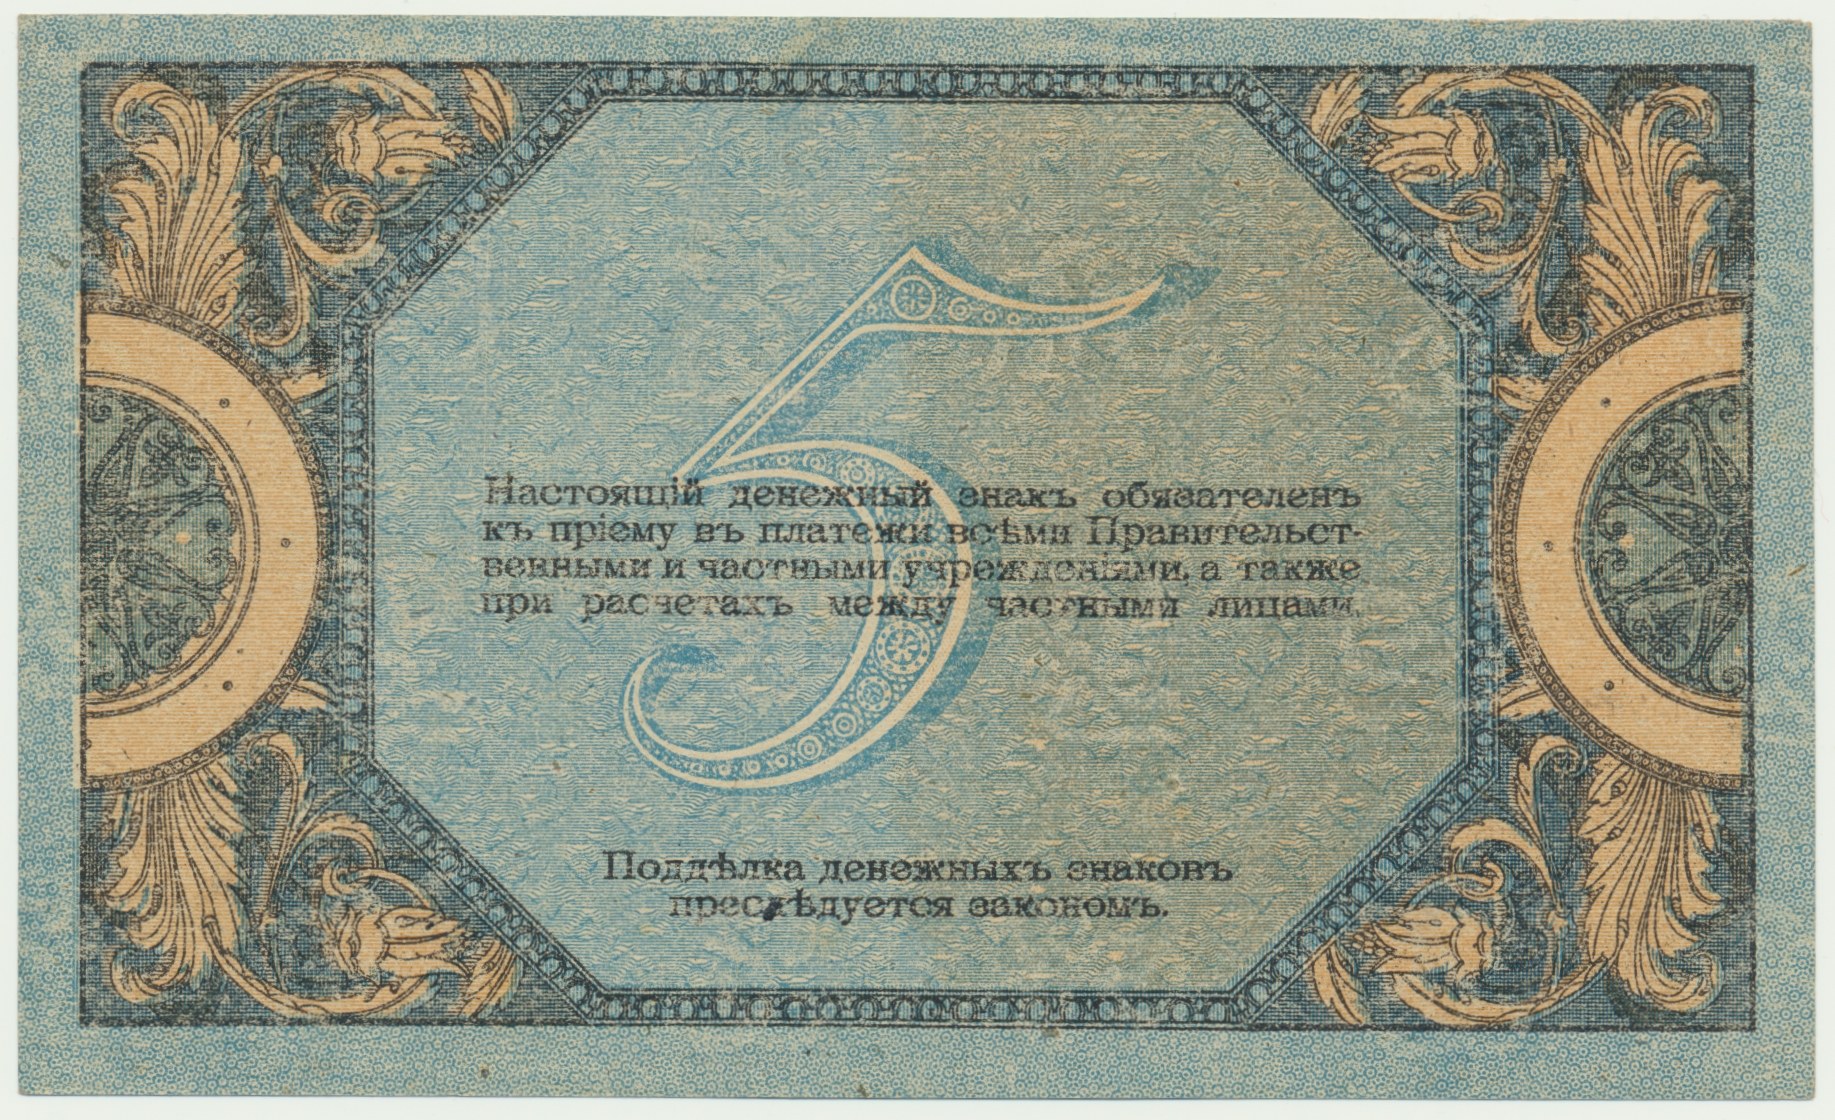 5
Настоящій денежный знакъ обязателенъ
къ пріему въ платежи всѣми Правительст-
венными и частными учрежденіями, а также
при расчетахъ между частными лицами.
Поддѣлка денежныхъ знаковъ
преслѣдуется закономъ.